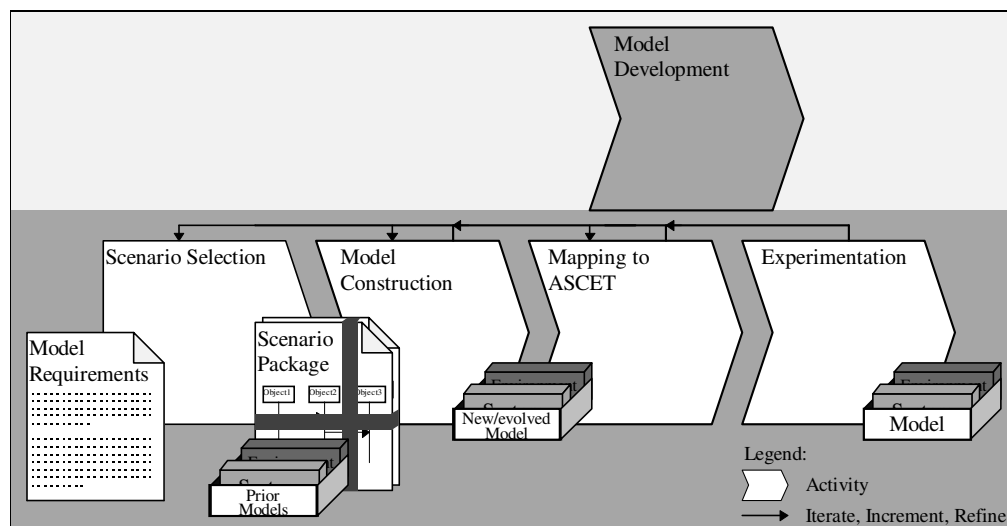 Model
Development
Scenario Selection
Model
Construction
Mapping to
ASCET
Experimentation
Model
Requirements
Scenario
Package
Object1
Object2
Object3
New/evolved
Model
Model
Prior
Models
Legend:
Activity
Iterate, Increment, Refine